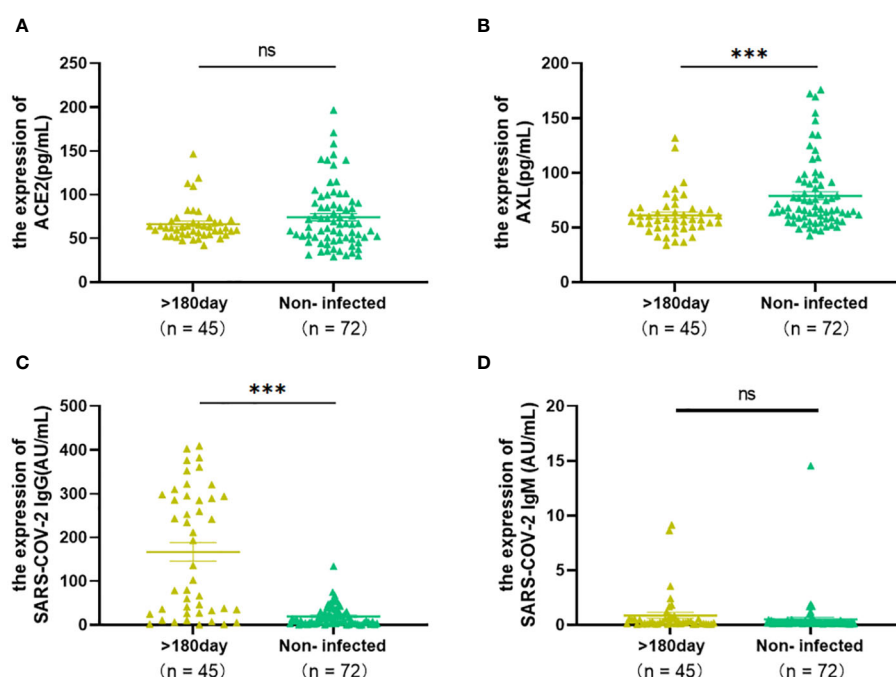 A
ns
the expression of
ACE2(pg/mL)
250
200
150
100
50
0
>180day
Non- infected
(n = 45)
(n = 72)
B
***
the expression of
AXL(pg/mL)
200
150
100
50
0
>180day
Non- infected
(n = 45)
(n = 72)
C
***
the expression of
SARS-COV-2 IgG(AU/mL)
500
400
300
200
100
0
>180day
Non-infected
(n = 45)
(n = 72)
D
ns
the expression of
SARS-COV-2 IgM (AU/mL)
20
15
10
5
0
>180day
Non-infected
(n = 45)
(n = 72)